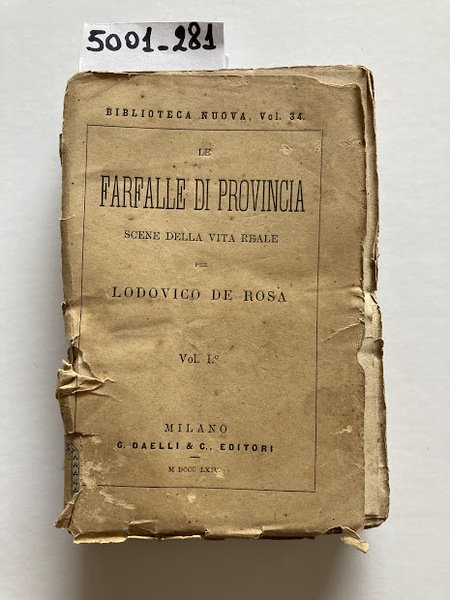 5001_281
BIBLIOTECA NUOVA, Vol. 34.
LE
FARFALLE DI PROVINCIA
SCENE DELLA VITA REALE
PER
LODOVICO DE ROSA
Vol. I.º
MILANO
G. DAELLI & C., EDITORI
M DCCC LXIV.